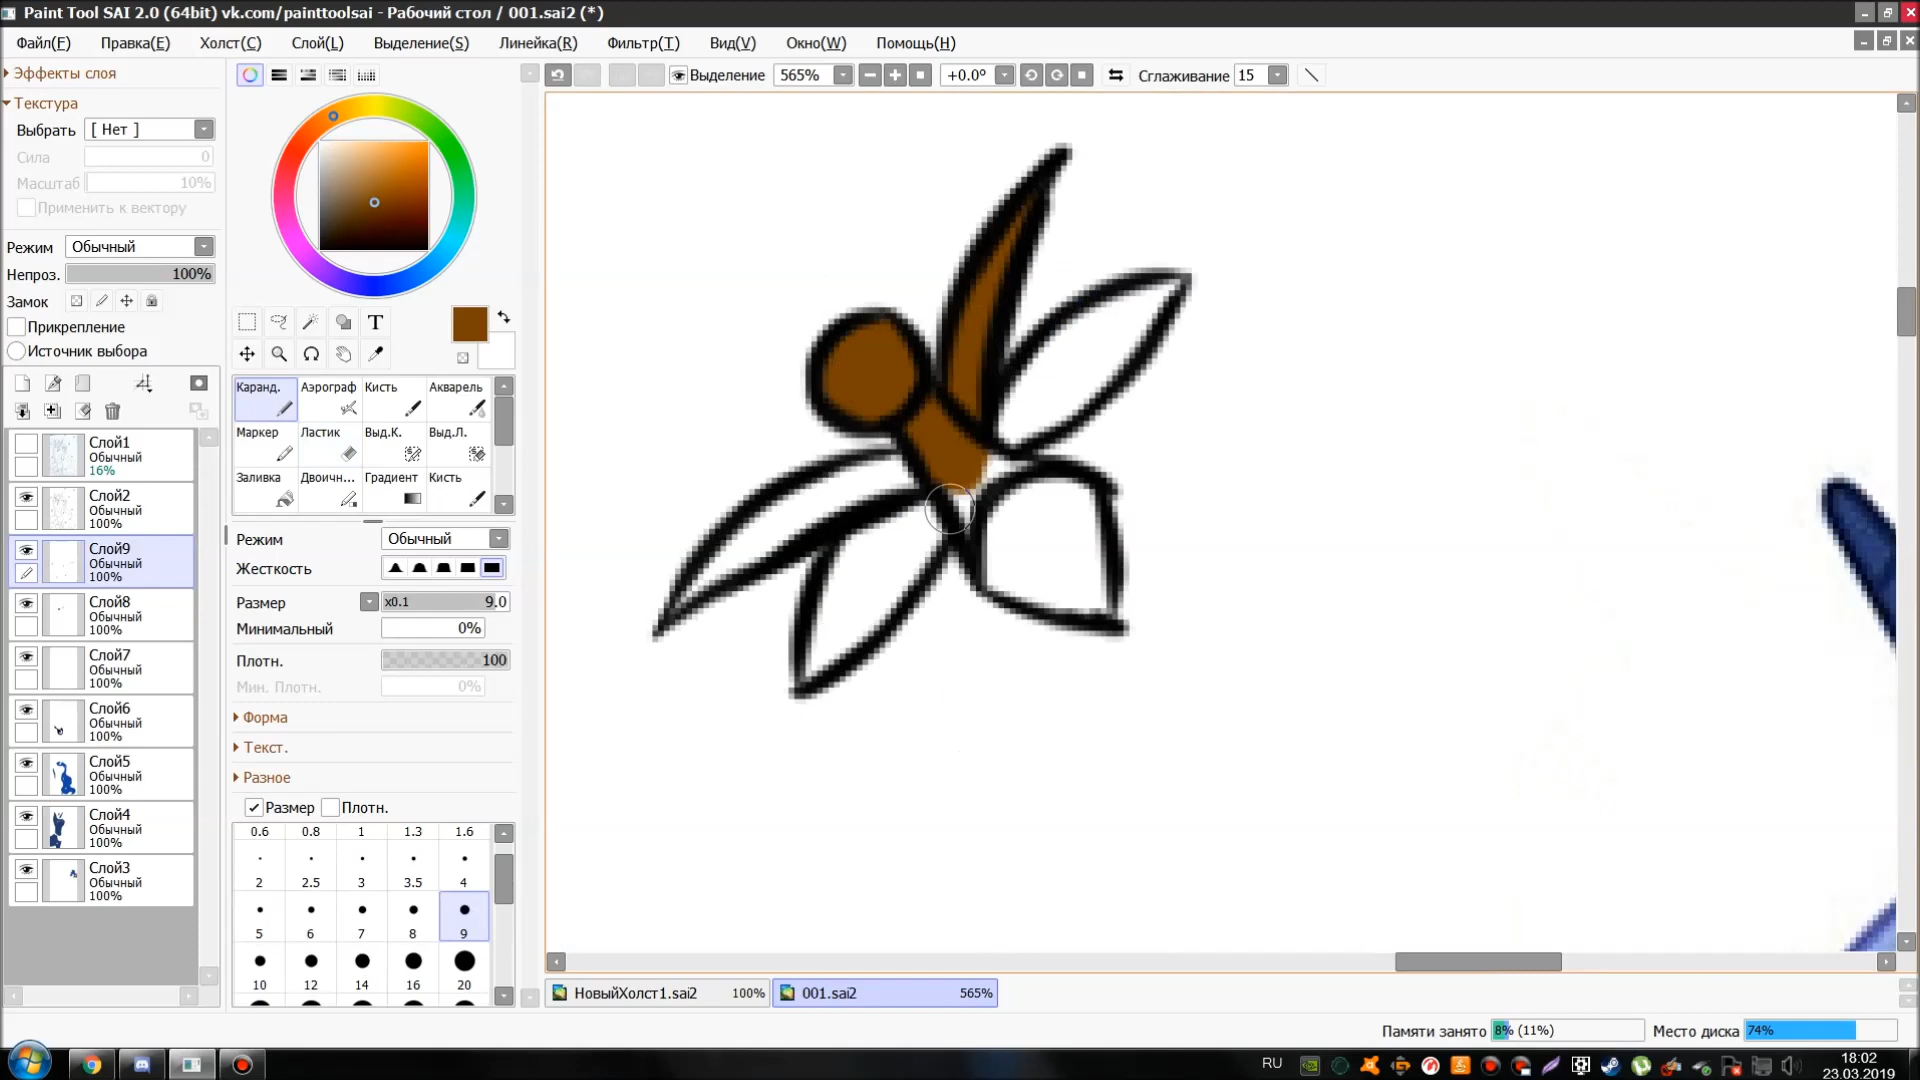 Paint Tool SAI 2.0 (64bit) vk.com/painttoolsai - Рабочий стол / 001.sai2 (*)
Файл(F) Правка(E) Холст(C) Слой(L) Выделение(S) Линейка(R) Фильтр(T) Вид(V) Окно(W) Помощь(H)
Эффекты слоя
Текстура
Выбрать [ Нет ]
Сила 0
Масштаб 10%
Применить к вектору
Режим Обычный
Непроз. 100%
Замок
Прикрепление
Источник выбора
Слой1
Обычный
16%
Слой2
Обычный
100%
Слой9
Обычный
100%
Слой8
Обычный
100%
Слой7
Обычный
100%
Слой6
Обычный
100%
Слой5
Обычный
100%
Слой4
Обычный
100%
Слой3
Обычный
100%
T
Каранд. Аэрограф Кисть Акварель
Маркер Ластик Выд.К. Выд.Л.
Заливка Двоичн... Градиент Кисть
Режим Обычный
Жесткость
Размер x0.1 9.0
Минимальный 0%
Плотн. 100
Мин. Плотн. 0%
Форма
Текст.
Разное
Размер Плотн.
0.6 0.8 1 1.3 1.6
2 2.5 3 3.5 4
5 6 7 8 9
10 12 14 16 20
Выделение 565% +0.0º Сглаживание 15
НовыйХолст1.sai2 100% 001.sai2 565%
Памяти занято 8% (11%) Место диска 74%
RU 18:02
23.03.2019